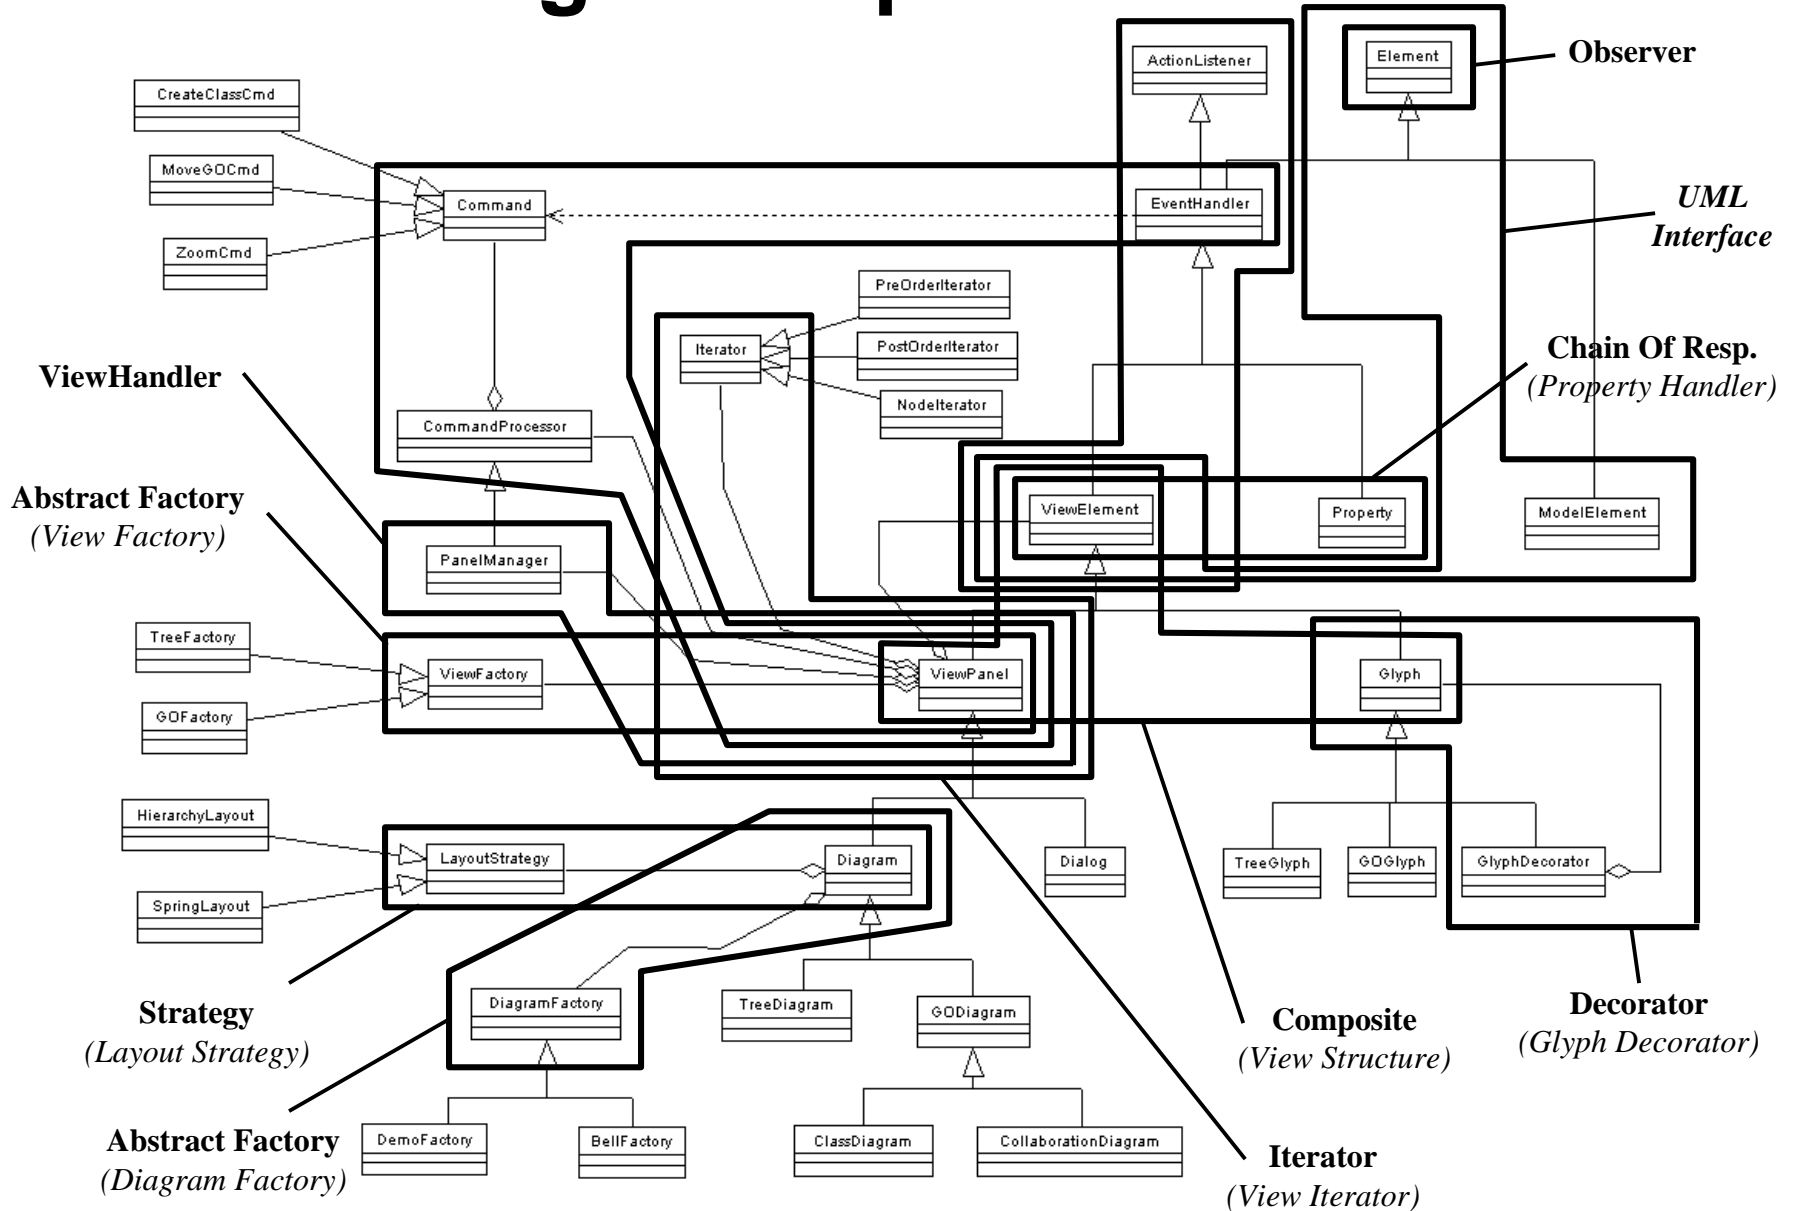 Observer
ActionListener
Element
CreateClassCmd
MoveGOCmd
Command
EventHandler
UML
Interface
ZoomCmd
PreOrderIterator
Iterator
PostOrderIterator
Chain Of Resp.
(Property Handler)
ViewHandler
NodeIterator
CommandProcessor
Abstract Factory
(View Factory)
ViewElement
Property
ModelElement
PanelManager
TreeFactory
ViewFactory
ViewPanel
Glyph
GOFactory
HierarchyLayout
LayoutStrategy
Diagram
Dialog
TreeGlyph
GOGlyph
GlyphDecorator
SpringLayout
Strategy
(Layout Strategy)
DiagramFactory
TreeDiagram
GODiagram
Composite
(View Structure)
Decorator
(Glyph Decorator)
Abstract Factory
(Diagram Factory)
DemoFactory
BellFactory
ClassDiagram
CollaborationDiagram
Iterator
(View Iterator)